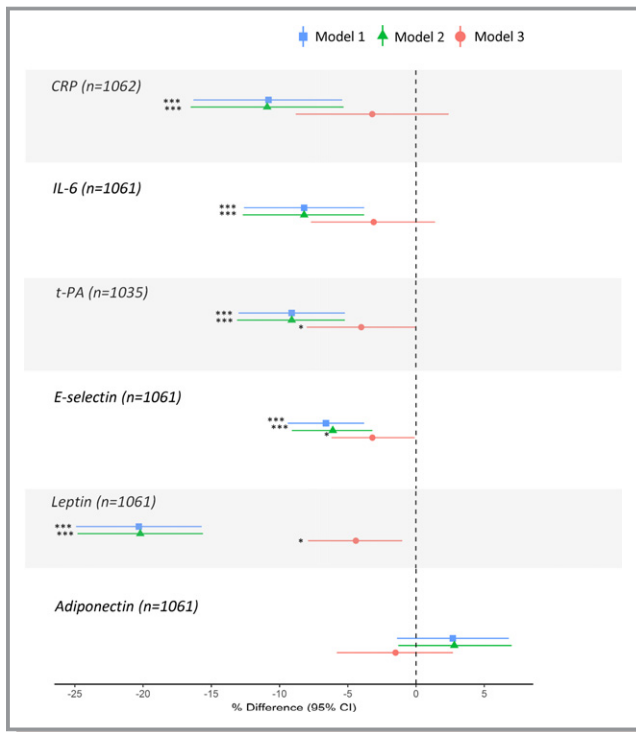 Model 1 Model 2 Model 3
CRP (n=1062)
***
***
IL-6 (n=1061)
***
***
t-PA (n=1035)
***
***
*
E-selectin (n=1061)
***
***
*
Leptin (n=1061)
***
***
*
Adiponectin (n=1061)
-25 -20 -15 -10 -5 0 5
% Difference (95% CI)